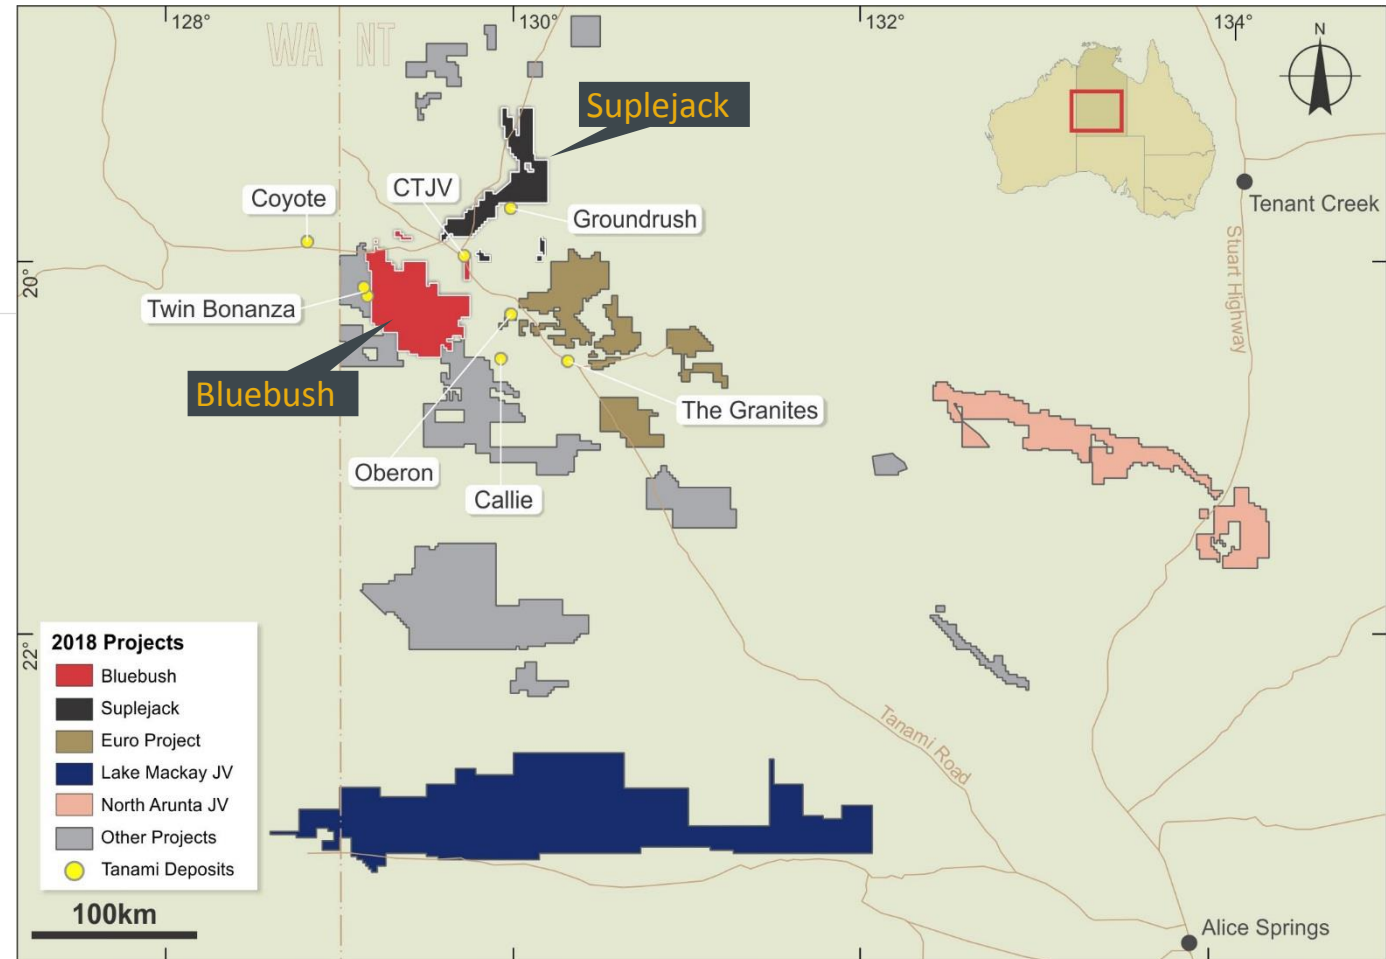 128°
130°
132°
134°
WA NT
N
Suplejack
Tenant Creek
CTJV
Coyote
Groundrush
Stuart Highway
20°
Twin Bonanza
Bluebush
The Granites
Oberon
Callie
22°
2018 Projects
Bluebush
Suplejack
Euro Project
Lake Mackay JV
North Arunta JV
Other Projects
Tanami Deposits
Tanami Road
100km
Alice Springs